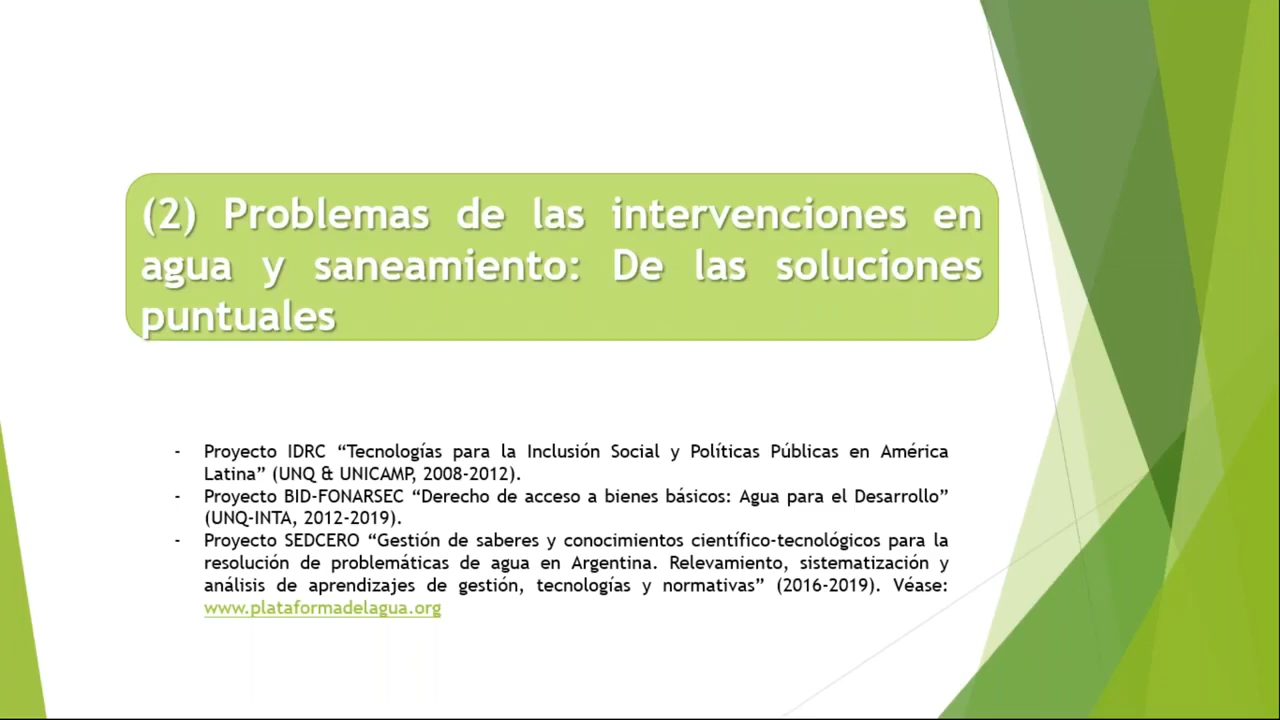 (2) Problemas de las intervenciones en
agua y saneamiento: De las soluciones
puntuales
- Proyecto IDRC “Tecnologías para la Inclusión Social y Políticas Públicas en América
Latina” (UNQ & UNICAMP, 2008-2012).
- Proyecto BID-FONARSEC “Derecho de acceso a bienes básicos: Agua para el Desarrollo”
(UNQ-INTA, 2012-2019).
- Proyecto SEDCERO “Gestión de saberes y conocimientos científico-tecnológicos para la
resolución de problemáticas de agua en Argentina. Relevamiento, sistematización y
análisis de aprendizajes de gestión, tecnologías y normativas” (2016-2019). Véase:
www.plataformadelagua.org